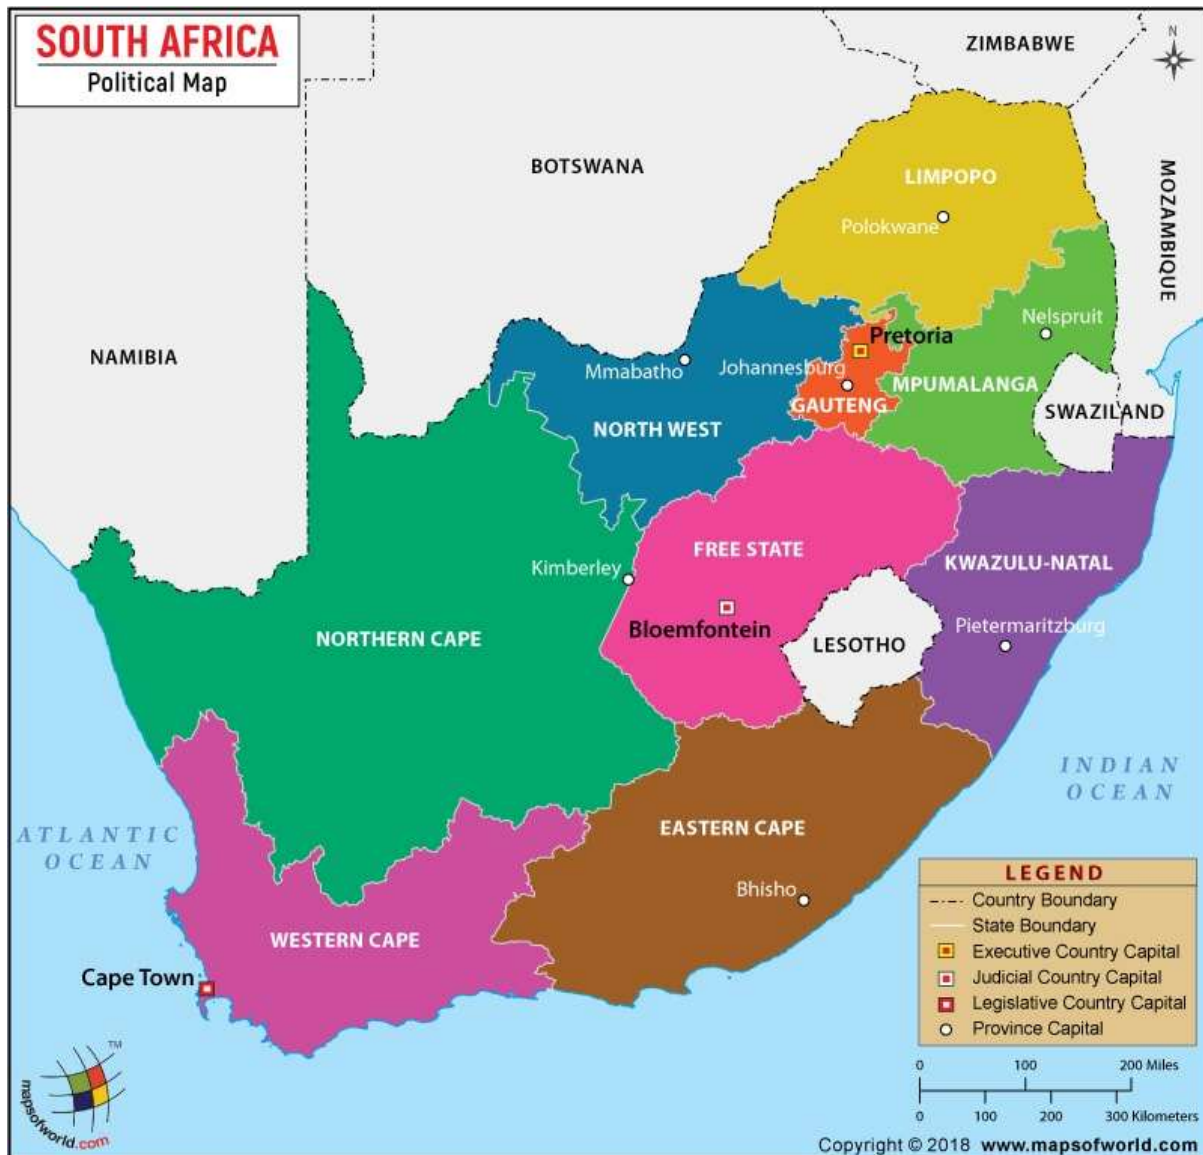 SOUTH AFRICA
Political Map
ZIMBABWE
N
BOTSWANA
MOZAMBIQUE
LIMPOPO
Polokwane
NAMIBIA
Nelspruit
Pretoria
Mmabatho
Johannesburg
MPUMALANGA
GAUTENG
SWAZILAND
NORTH WEST
FREE STATE
KWAZULU-NATAL
Kimberley
Bloemfontein
Pietermaritzburg
NORTHERN CAPE
LESOTHO
INDIAN
OCEAN
ATLANTIC
OCEAN
EASTERN CAPE
Bhisho
WESTERN CAPE
Cape Town
LEGEND
Country Boundary
State Boundary
Executive Country Capital
Judicial Country Capital
Legislative Country Capital
Province Capital
0 100 200 Miles
0 100 200 300 Kilometers
TM
mapsofworld.com
Copyright © 2018 www.mapsofworld.com